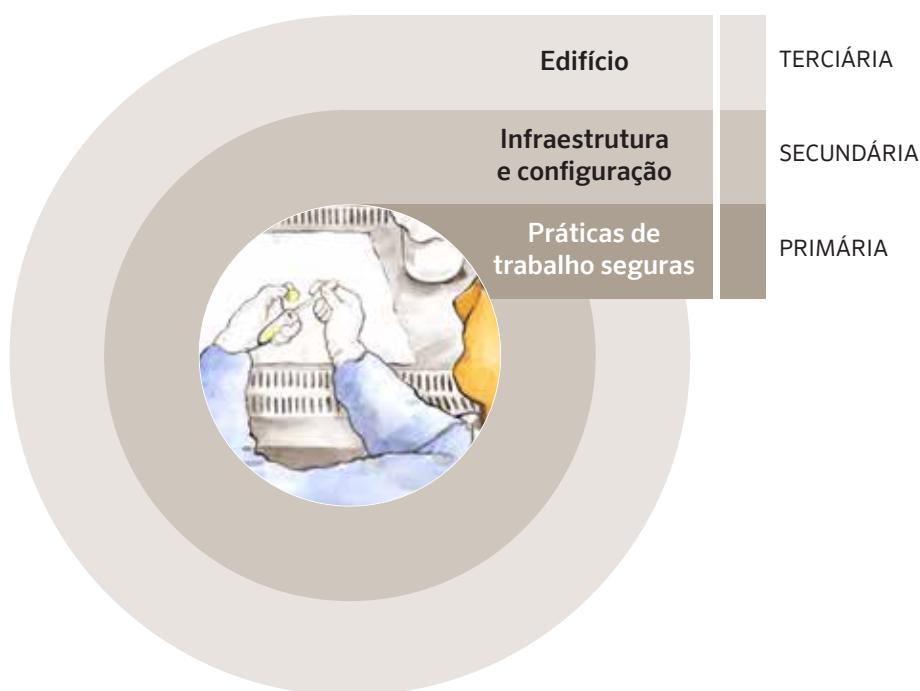 Edifício
TERCIÁRIA
Infraestrutura
e configuração
SECUNDÁRIA
Práticas de
trabalho seguras
PRIMÁRIA